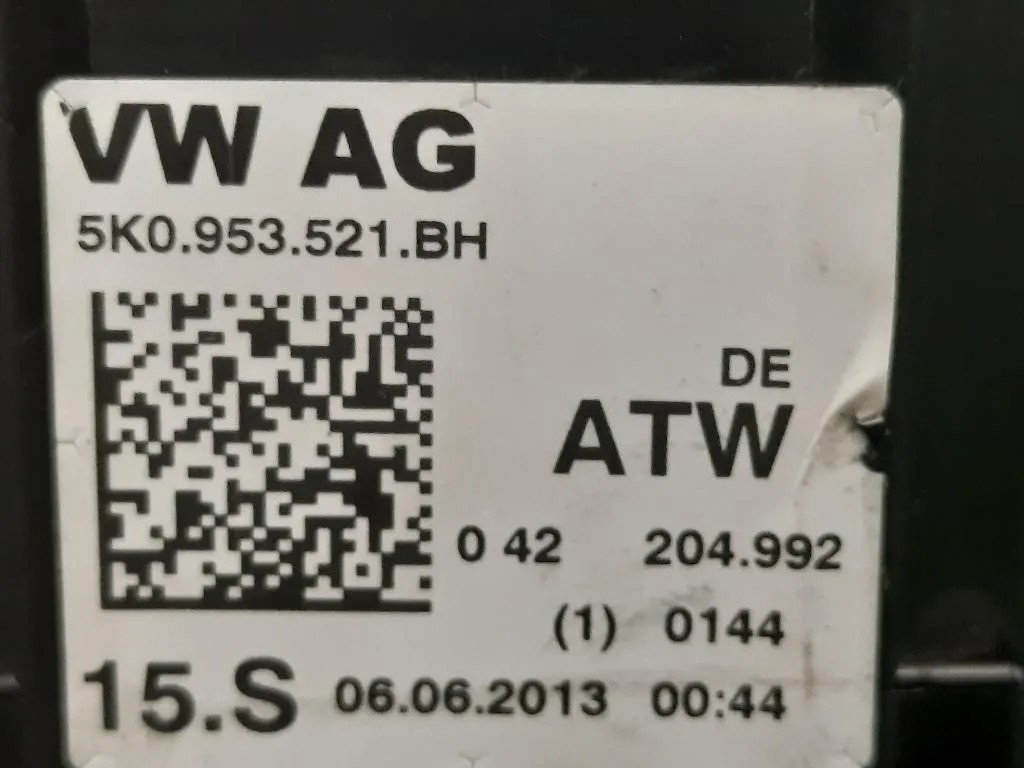 VW AG
5K0.953.521.BH
DE
ATW
0 42 204.992
(1) 0144
15.S 06.06.2013 00:44